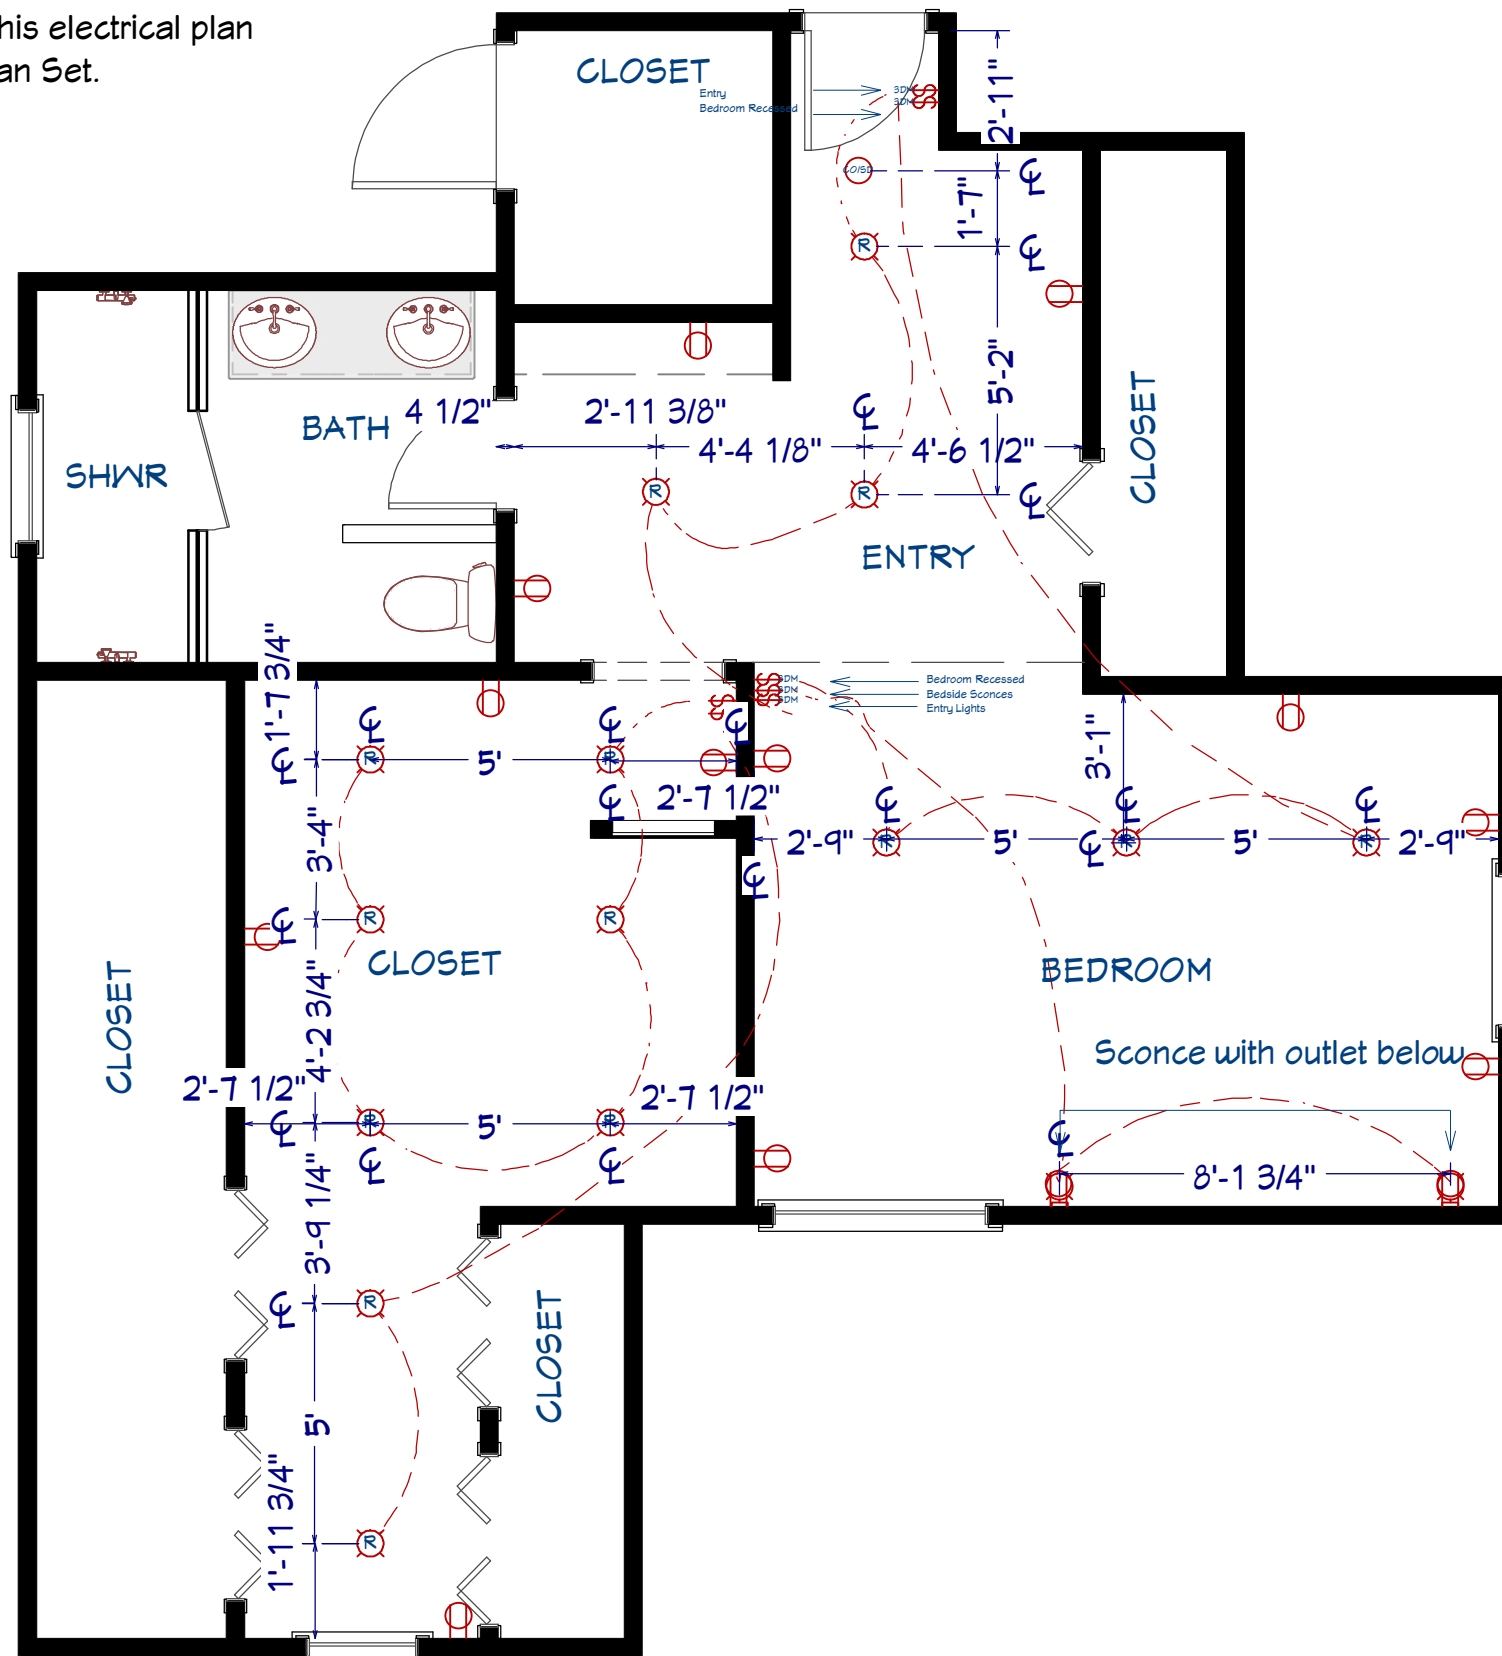 his electrical plan
an Set.
CLOSET
Entry
Bedroom Recessed
3DM
3DM
SS
2'-11"
CO/SD
1'-7"
R
5'-2"
BATH
4 1/2"
2'-11 3/8"
4'-4 1/8"
4'-6 1/2"
CLOSET
SHWR
R
R
ENTRY
1'-7 3/4"
3DM
3DM
3DM
SSS
SS
Bedroom Recessed
Bedside Sconces
Entry Lights
3'-1"
R
5'
R
2'-7 1/2"
3'-4"
2'-9"
R
5'
R
5'
R
2'-9"
R
R
CLOSET
CLOSET
BEDROOM
4'-2 3/4"
Sconce with outlet below
2'-7 1/2"
2'-7 1/2"
R
5'
R
8'-1 3/4"
3'-9 1/4"
R
CLOSET
5'
1'-11 3/4"
R